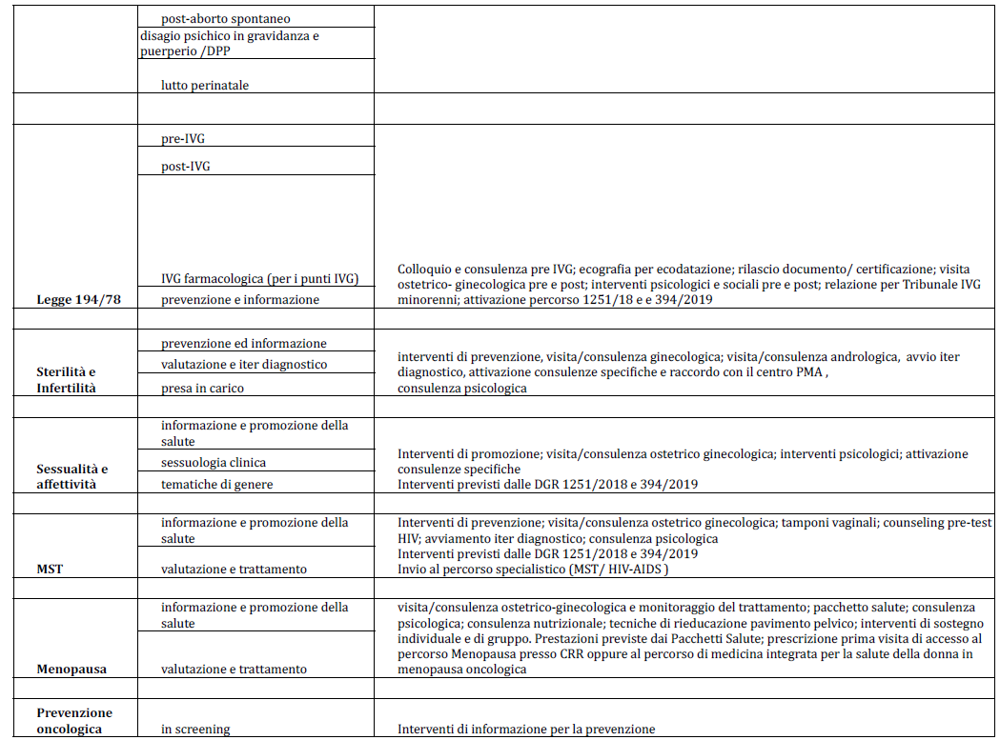 post-aborto spontaneo
disagio psichico in gravidanza e
puerperio /DPP
lutto perinatale
pre-IVG
post-IVG
IVG farmacologica (per i punti IVG)
Legge 194/78
prevenzione e informazione
Colloquio e consulenza pre IVG; ecografia per ecodatazione; rilascio documento/ certificazione; visita
ostetrico- ginecologica pre e post; interventi psicologici e sociali pre e post; relazione per Tribunale IVG
minorenni; attivazione percorso 1251/18 e e 394/2019
Sterilità e
Infertilità
prevenzione ed informazione
valutazione e iter diagnostico
presa in carico
interventi di prevenzione, visita/consulenza ginecologica; visita/consulenza andrologica, avvio iter
diagnostico, attivazione consulenze specifiche e raccordo con il centro PMA ,
consulenza psicologica
Sessualità e
affettività
informazione e promozione della
salute
sessuologia clinica
tematiche di genere
Interventi di promozione; visita/consulenza ostetrico ginecologica; interventi psicologici; attivazione
consulenze specifiche
Interventi previsti dalle DGR 1251/2018 e 394/2019
MST
informazione e promozione della
salute
valutazione e trattamento
Interventi di prevenzione; visita/consulenza ostetrico ginecologica; tamponi vaginali; counseling pre-test
HIV; avviamento iter diagnostico; consulenza psicologica
Interventi previsti dalle DGR 1251/2018 e 394/2019
Invio al percorso specialistico (MST/ HIV-AIDS )
Menopausa
informazione e promozione della
salute
valutazione e trattamento
visita/consulenza ostetrico-ginecologica e monitoraggio del trattamento; pacchetto salute; consulenza
psicologica; consulenza nutrizionale; tecniche di rieducazione pavimento pelvico; interventi di sostegno
individuale e di gruppo. Prestazioni previste dai Pacchetti Salute; prescrizione prima visita di accesso al
percorso Menopausa presso CRR oppure al percorso di medicina integrata per la salute della donna in
menopausa oncologica
Prevenzione
oncologica
in screening
Interventi di informazione per la prevenzione